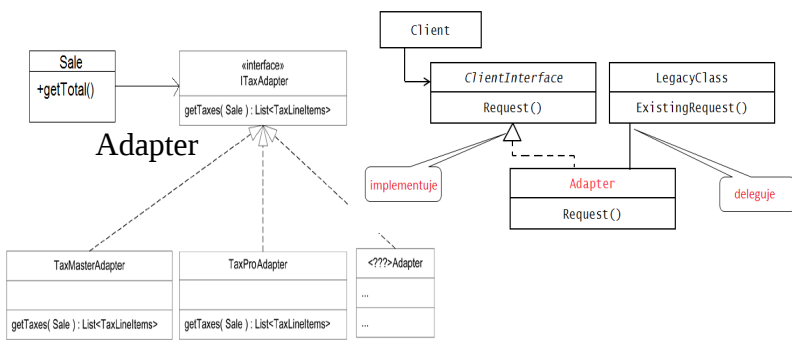 Sale
+getTotal()
«interface»
ITaxAdapter
getTaxes( Sale ) : List<TaxLineItems>
Adapter
TaxMasterAdapter
getTaxes( Sale ) : List<TaxLineItems>
TaxProAdapter
getTaxes( Sale ) : List<TaxLineItems>
<???>Adapter
...
...
Client
ClientInterface
Request()
LegacyClass
ExistingRequest()
implementuje
Adapter
Request()
deleguje